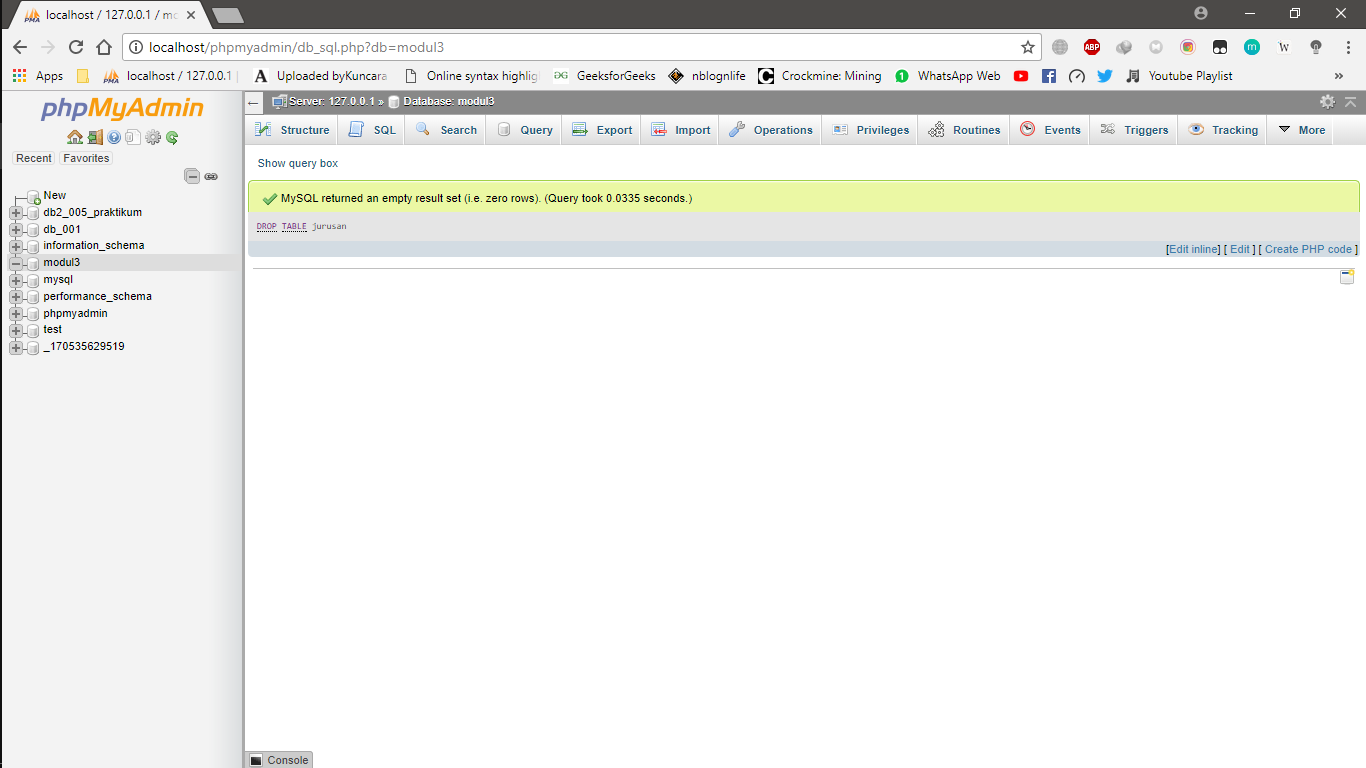 localhost / 127.0.0.1 / mo
localhost/phpmyadmin/db_sql.php?db=modul3
ABP
m
W
Apps
PMA
localhost / 127.0.0.1
A
Uploaded byKuncara
Online syntax highlig
GeeksforGeeks
nblognlife
Crockmine: Mining
1
WhatsApp Web
Youtube Playlist
»
phpMyAdmin
Recent
Favorites
New
db2_005_praktikum
db_001
information_schema
modul3
mysql
performance_schema
phpmyadmin
test
_170535629519
Server: 127.0.0.1 » Database: modul3
Structure
SQL
Search
Query
Export
Import
Operations
Privileges
Routines
Events
Triggers
Tracking
More
Show query box
MySQL returned an empty result set (i.e. zero rows). (Query took 0.0335 seconds.)
DROP TABLE jurusan
[Edit inline] [ Edit ] [ Create PHP code ]
Console